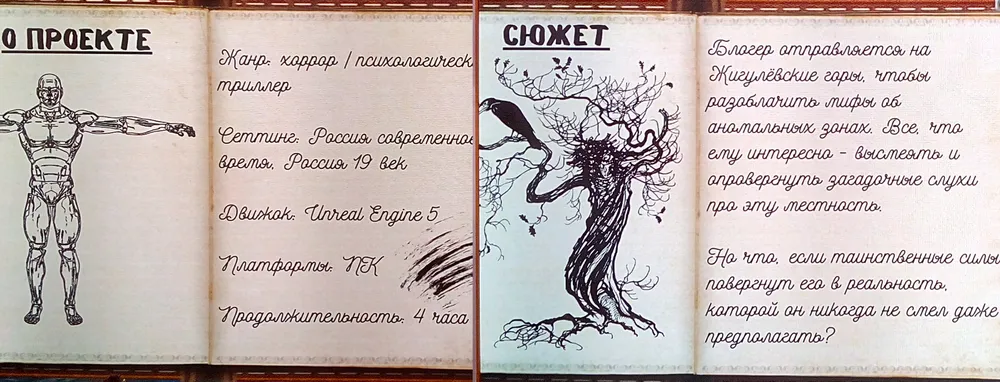 О ПРОЕКТЕ
Жанр: хоррор / психологическ
триллер
Сеттинг: Россия современное
время, Россия 19 век
Движок: Unreal Engine 5
Платформы: ПК
Продолжительность: 4 часа
СЮЖЕТ
Блогер отправляется на
Жигулёвские горы, чтобы
разоблачить мифы об
аномальных зонах. Все, что
ему интересно - высмеять и
опровергнуть загадочные слухи
про эту местность.
Но что, если таинственные силы
повергнут его в реальность,
которой он никогда не смел даже
предполагать?